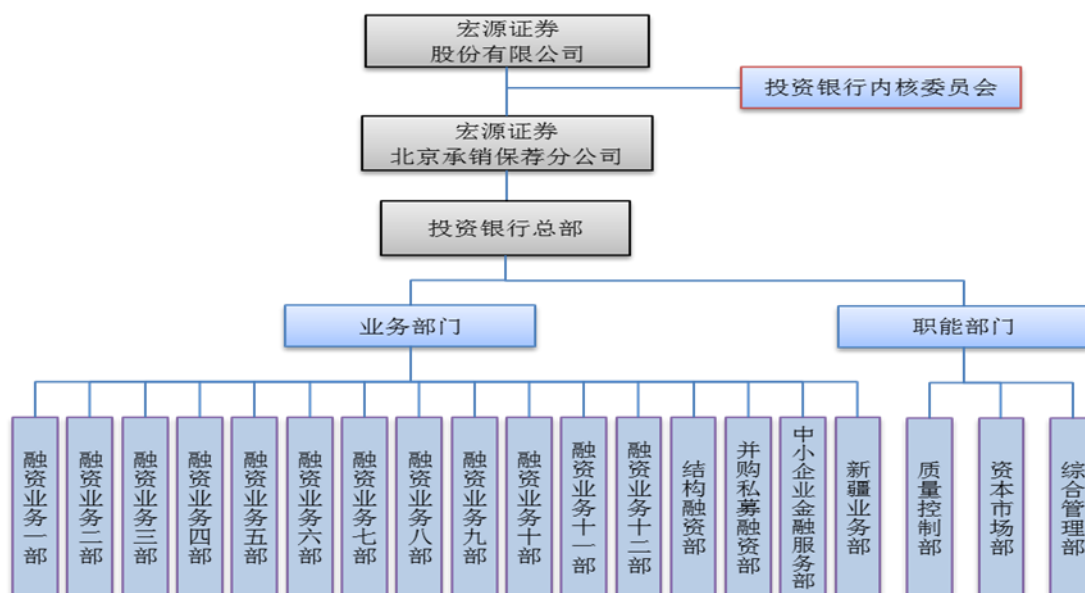 宏源证券
股份有限公司
投资银行内核委员会
宏源证券
北京承销保荐分公司
投资银行总部
业务部门
职能部门
融资业务一部
融资业务二部
融资业务三部
融资业务四部
融资业务五部
融资业务六部
融资业务七部
融资业务八部
融资业务九部
融资业务十部
融资业务十一部
融资业务十二部
结构融资部
并购私募融资部
中小企业金融服务部
新疆业务部
质量控制部
资本市场部
综合管理部